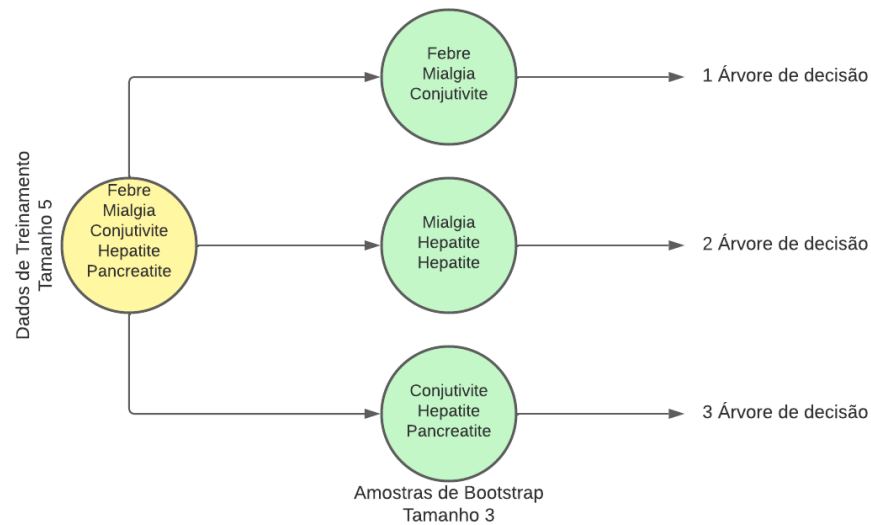 Dados de Treinamento
Tamanho 5
Febre
Mialgia
Conjutivite
Hepatite
Pancreatite
Febre
Mialgia
Conjutivite
1 Árvore de decisão
Mialgia
Hepatite
Hepatite
2 Árvore de decisão
Conjutivite
Hepatite
Pancreatite
3 Árvore de decisão
Amostras de Bootstrap
Tamanho 3